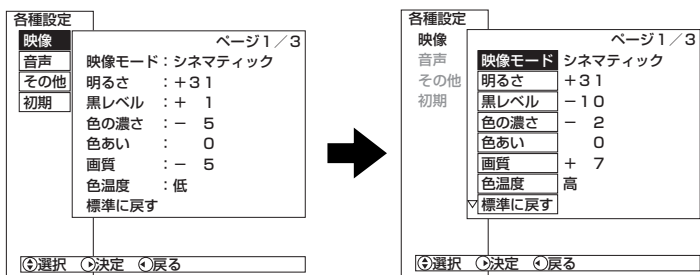 各種設定
映像
音声
その他
初期
ページ1／3
映像モード：シネマティック
明るさ ：＋31
黒レベル ：＋ 1
色の濃さ ：− 5
色あい ： 0
画質 ：− 5
色温度 ：低
標準に戻す
選択 決定 戻る
各種設定
映像
音声
その他
初期
ページ1／3
映像モード シネマティック
明るさ ＋31
黒レベル −10
色の濃さ − 2
色あい 0
画質 ＋ 7
色温度 高
標準に戻す
選択 決定 戻る